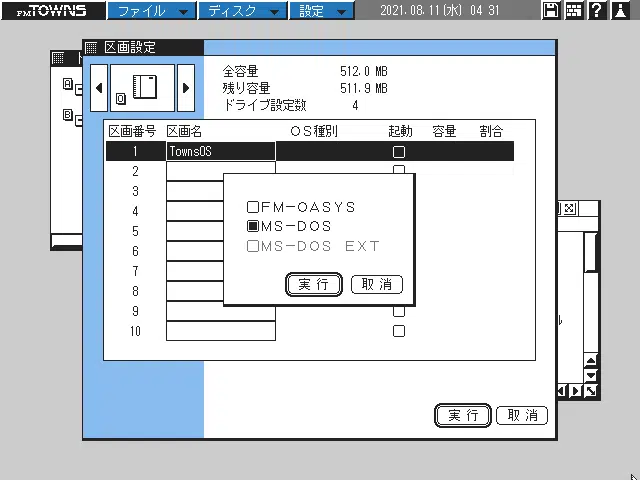 FMTOWNS ファイル ディスク 設定 2021.08.11(水) 04 31
区画設定
A
B
0
全容量 512.0 MB
残り容量 511.9 MB
ドライブ設定数 4
区画番号 区画名 OS種別 起動 容量 割合
1 TownsOS
2
3
4
5
6
7
8
9
10
FM-OASYS
MS-DOS
MS-DOS EXT
実行 取消
実行 取消